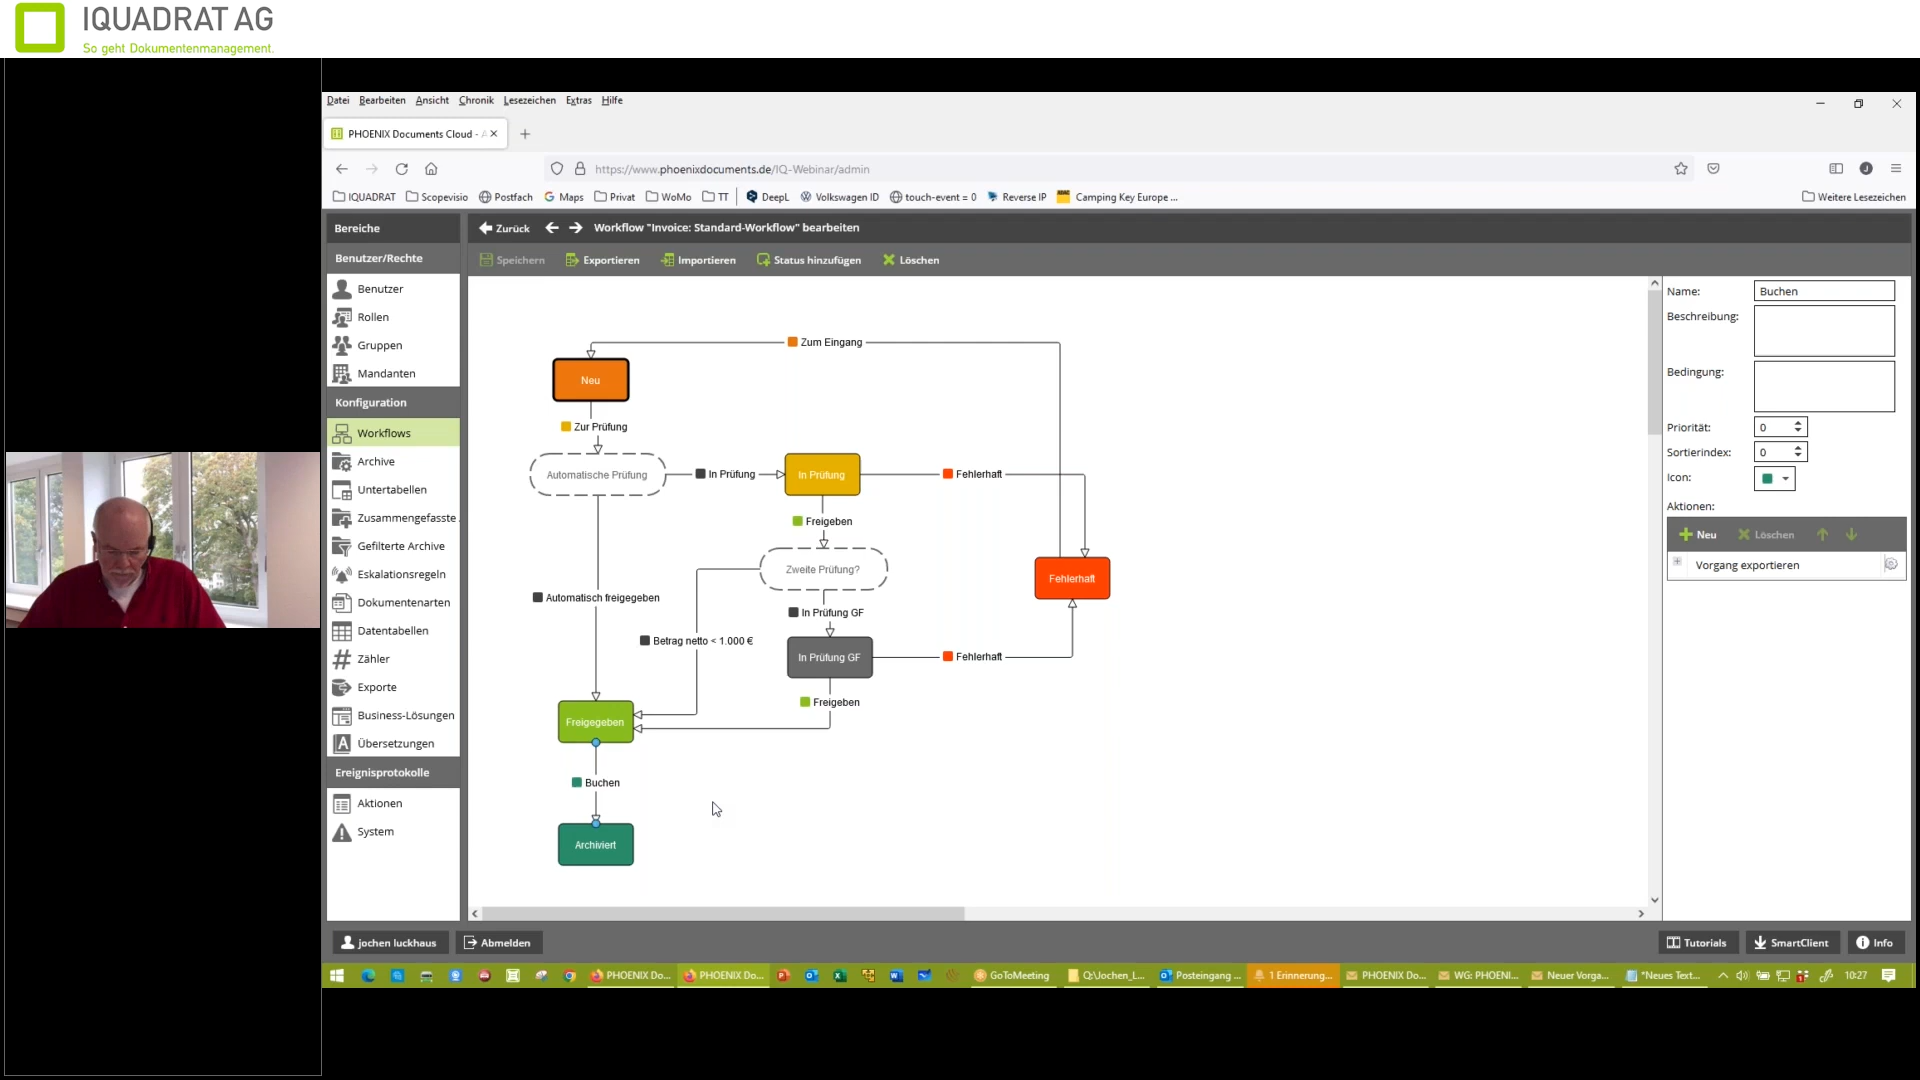 IQUADRAT AG
So geht Dokumentenmanagement.
Datei Bearbeiten Ansicht Chronik Lesezeichen Extras Hilfe
PHOENIX Documents Cloud -
https://www.phoenixdocuments.de/IQ-Webinar/admin
IQUADRAT Scopevisio Postfach Maps Privat WoMo TT DeepL Volkswagen ID touch-event = 0 Reverse IP Camping Key Europe ... Weitere Lesezeichen
Bereiche
Zurück Workflow "Invoice: Standard-Workflow" bearbeiten
Benutzer/Rechte
Speichern Exportieren Importieren Status hinzufügen Löschen
Benutzer
Rollen
Gruppen
Mandanten
Konfiguration
Workflows
Archive
Untertabellen
Zusammengefasste
Gefilterte Archive
Eskalationsregeln
Dokumentenarten
Datentabellen
Zähler
Exporte
Business-Lösungen
Übersetzungen
Ereignisprotokolle
Aktionen
System
Zum Eingang
Neu
Zur Prüfung
Automatische Prüfung
In Prüfung
In Prüfung
Fehlerhaft
Freigeben
Zweite Prüfung?
Fehlerhaft
Automatisch freigegeben
In Prüfung GF
Betrag netto < 1.000 €
In Prüfung GF
Fehlerhaft
Freigeben
Freigegeben
Buchen
Archiviert
Name: Buchen
Beschreibung:
Bedingung:
Priorität: 0
Sortierindex: 0
Icon:
Aktionen:
Neu Löschen
Vorgang exportieren
jochen luckhaus Abmelden Tutorials SmartClient Info
PHOENIX Do... PHOENIX Do... GoToMeeting Q:\Jochen_L... Posteingang ... 1 Erinnerung... PHOENIX Do... WG: PHOENI... Neuer Vorga... *Neues Text... 10:27